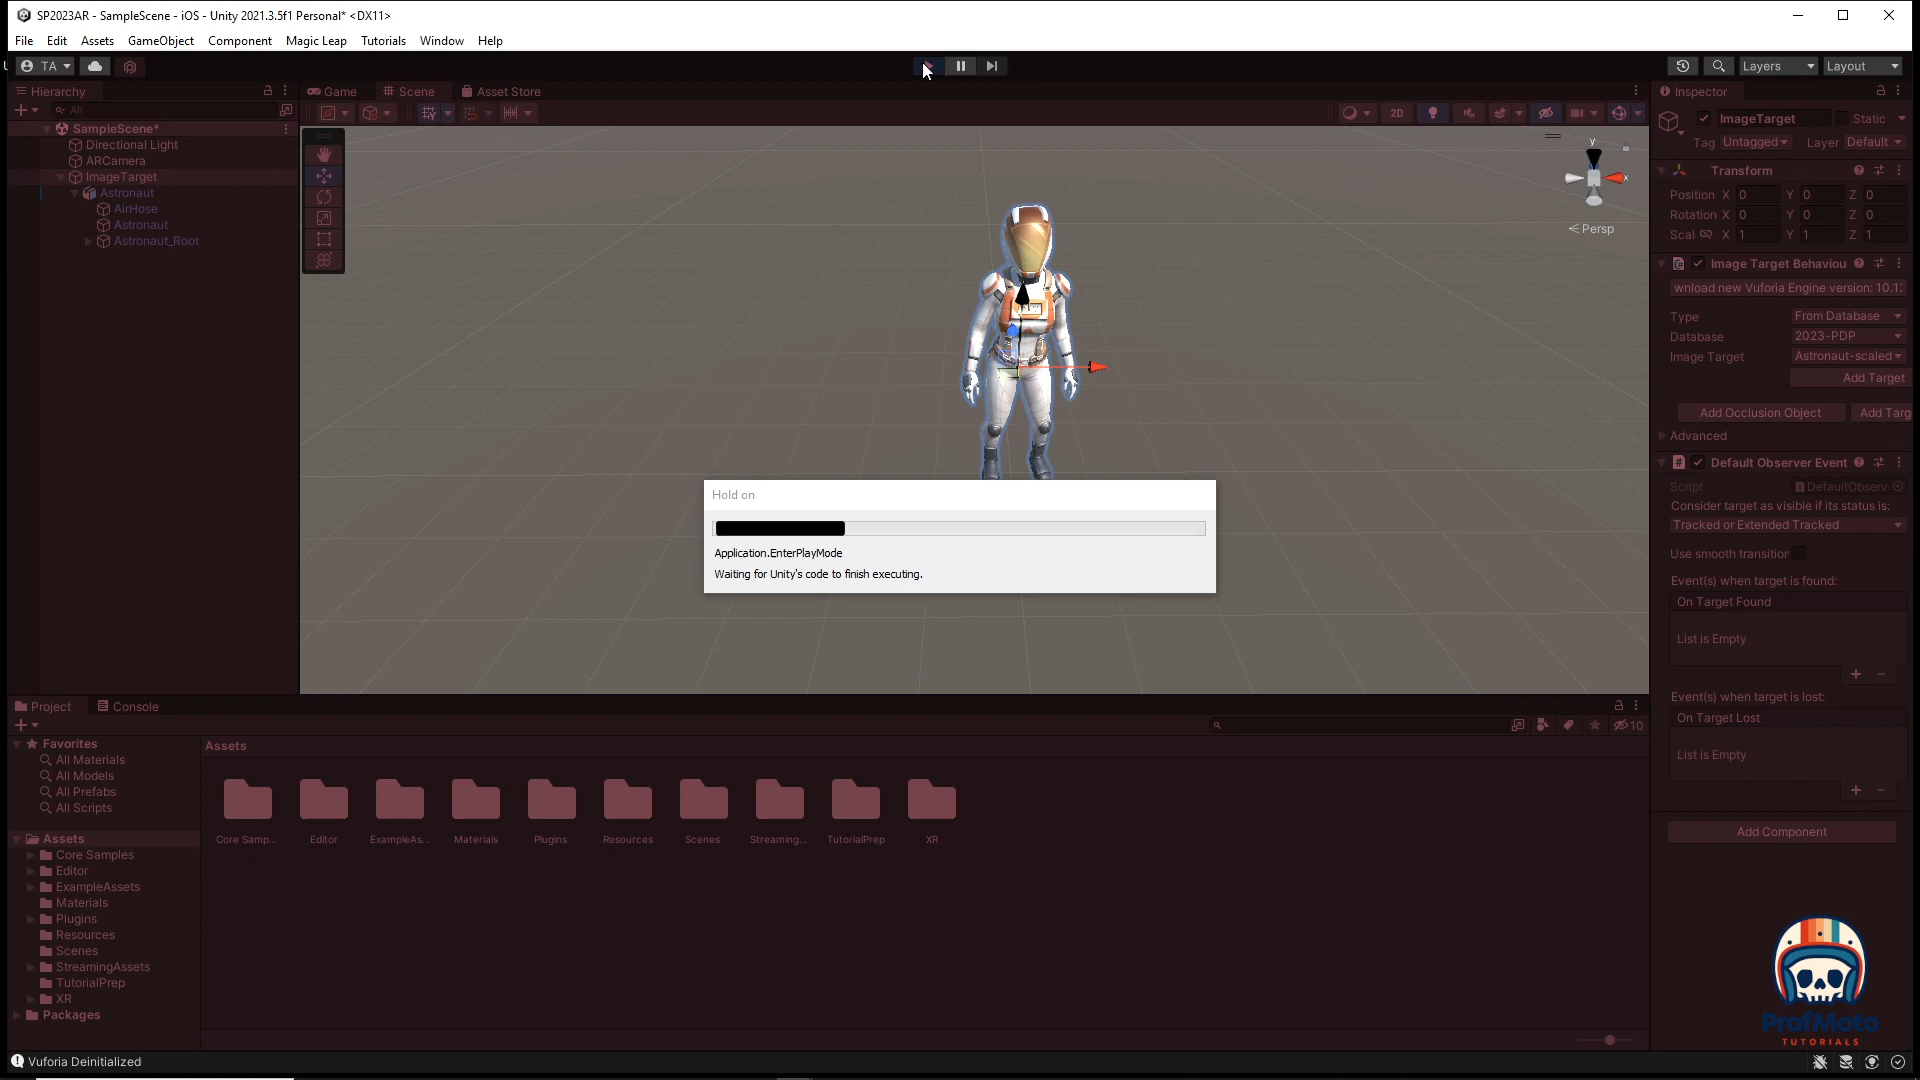 SP2023AR - SampleScene - iOS - Unity 2021.3.5f1 Personal* <DX11>
File Edit Assets GameObject Component Magic Leap Tutorials Window Help
TA Layers Layout
Hierarchy Game Scene Asset Store Inspector
All 2D
SampleScene*
Directional Light
ARCamera
ImageTarget
Astronaut
AirHose
Astronaut
Astronaut_Root
y
x
Persp
ImageTarget Static
Tag Untagged Layer Default
Transform
Position X 0 Y 0 Z 0
Rotation X 0 Y 0 Z 0
Scal X 1 Y 1 Z 1
Image Target Behaviou
wnload new Vuforia Engine version: 10.1
Type From Database
Database 2023-PDP
Image Target Astronaut-scaled
Add Target
Add Occlusion Object Add Targ
Advanced
Default Observer Event
Script DefaultObserv
Consider target as visible if its status is:
Tracked or Extended Tracked
Use smooth transitior
Event(s) when target is found:
On Target Found
List is Empty
Event(s) when target is lost:
On Target Lost
List is Empty
Add Component
Hold on
Application.EnterPlayMode
Waiting for Unity's code to finish executing.
Project Console
10
Favorites
All Materials
All Models
All Prefabs
All Scripts
Assets
Core Samples
Editor
ExampleAssets
Materials
Plugins
Resources
Scenes
StreamingAssets
TutorialPrep
XR
Packages
Assets
Core Samp... Editor ExampleAs... Materials Plugins Resources Scenes Streaming... TutorialPrep XR
ProfMoto
TUTORIALS
Vuforia Deinitialized